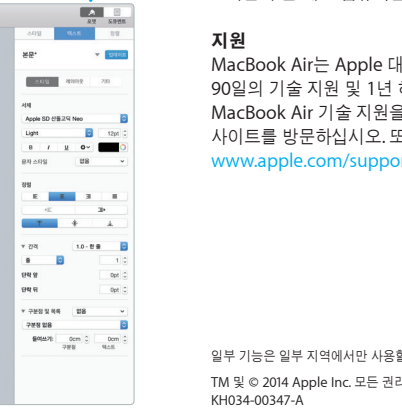 포맷 도큐멘트
스타일 텍스트 정렬
본문* 업데이트
스타일 레이아웃 기타
서체
Apple SD 산돌고딕 Neo
Light 12pt
B I U
문자 스타일 없음
정렬
간격 1.0 - 한 줄
줄 1
단락 앞 0pt
단락 뒤 0pt
구분점 및 목록 없음
구분점 없음
들여쓰기: 0cm 0cm
구분점 텍스트
지원
MacBook Air는 Apple 대
90일의 기술 지원 및 1년
MacBook Air 기술 지원을
사이트를 방문하십시오. 또
www.apple.com/suppor
일부 기능은 일부 지역에서만 사용할
TM 및 © 2014 Apple Inc. 모든 권리
KH034-00347-A